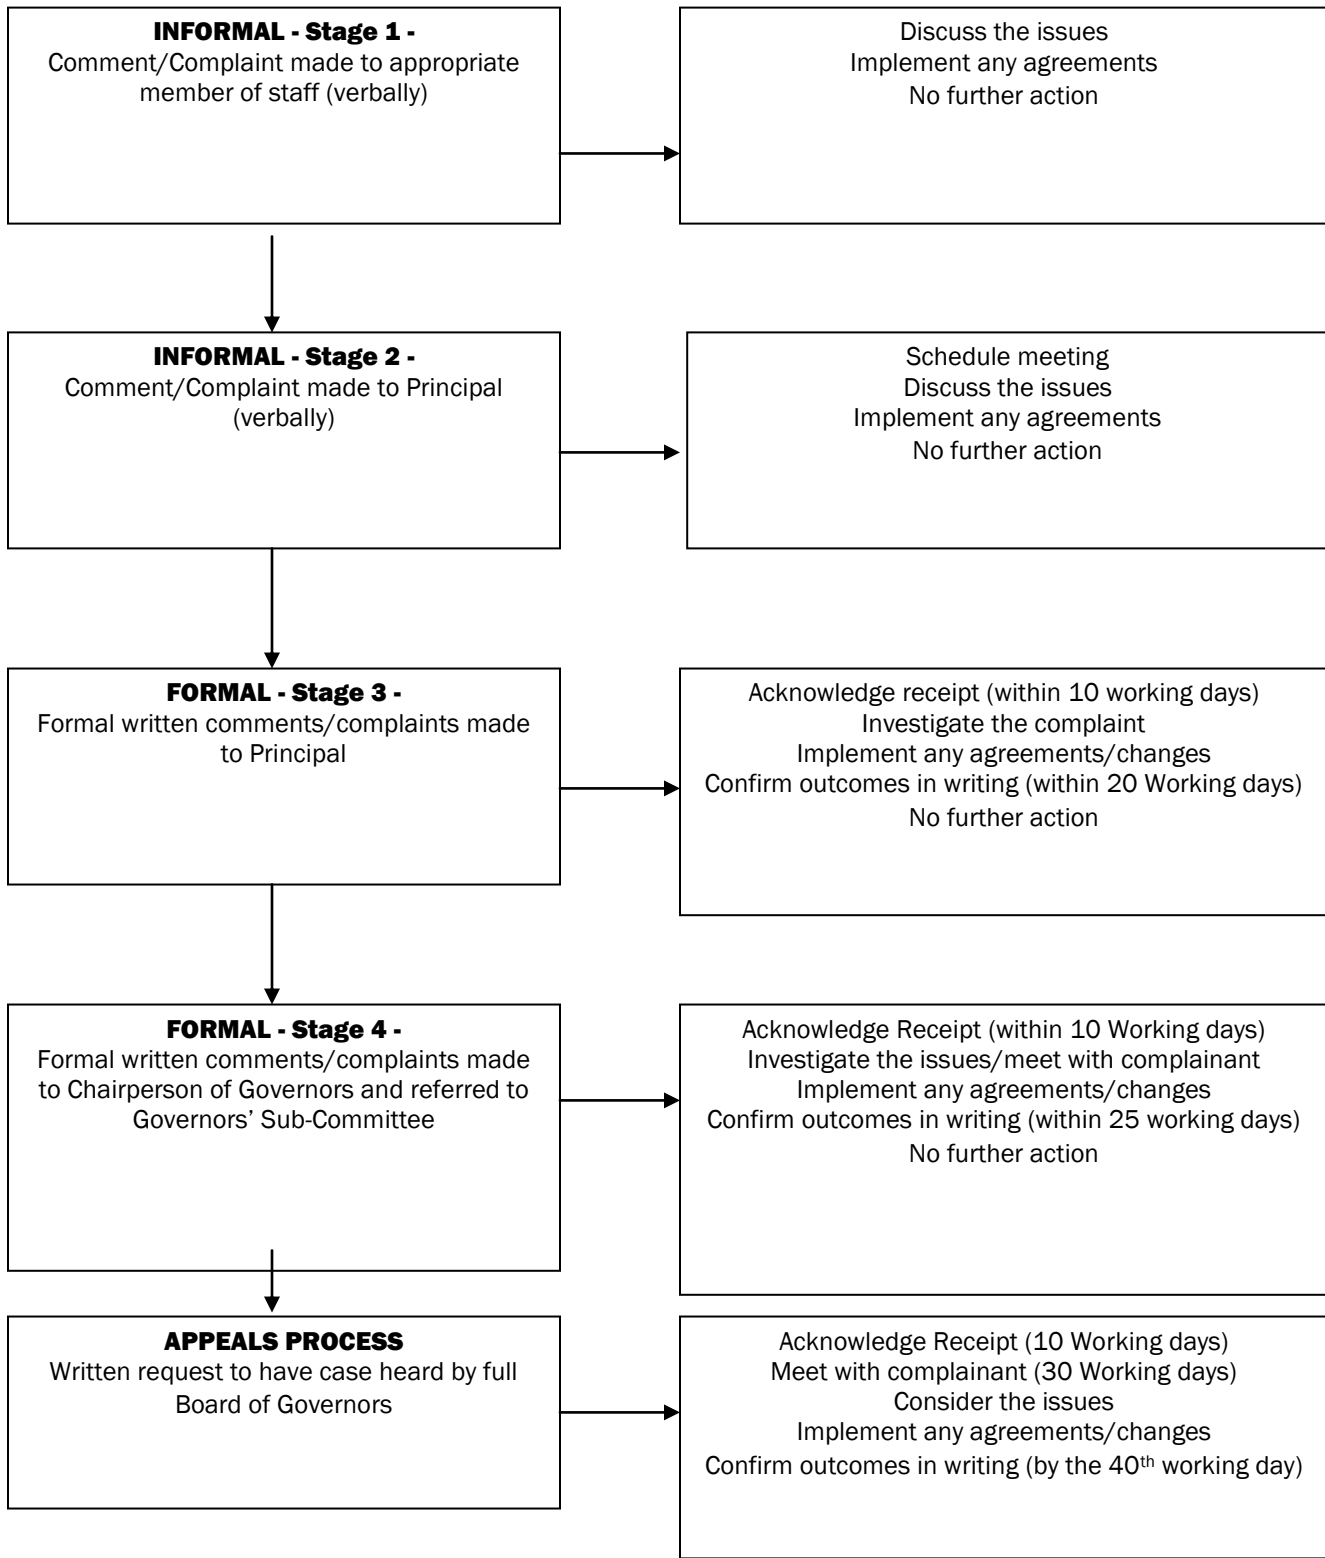 INFORMAL - Stage 1 -
Comment/Complaint made to appropriate
member of staff (verbally)
Discuss the issues
Implement any agreements
No further action
INFORMAL - Stage 2 -
Comment/Complaint made to Principal
(verbally)
Schedule meeting
Discuss the issues
Implement any agreements
No further action
FORMAL - Stage 3 -
Formal written comments/complaints made
to Principal
Acknowledge receipt (within 10 working days)
Investigate the complaint
Implement any agreements/changes
Confirm outcomes in writing (within 20 Working days)
No further action
FORMAL - Stage 4 -
Formal written comments/complaints made
to Chairperson of Governors and referred to
Governors’ Sub-Committee
Acknowledge Receipt (within 10 Working days)
Investigate the issues/meet with complainant
Implement any agreements/changes
Confirm outcomes in writing (within 25 working days)
No further action
APPEALS PROCESS
Written request to have case heard by full
Board of Governors
Acknowledge Receipt (10 Working days)
Meet with complainant (30 Working days)
Consider the issues
Implement any agreements/changes
Confirm outcomes in writing (by the 40th working day)